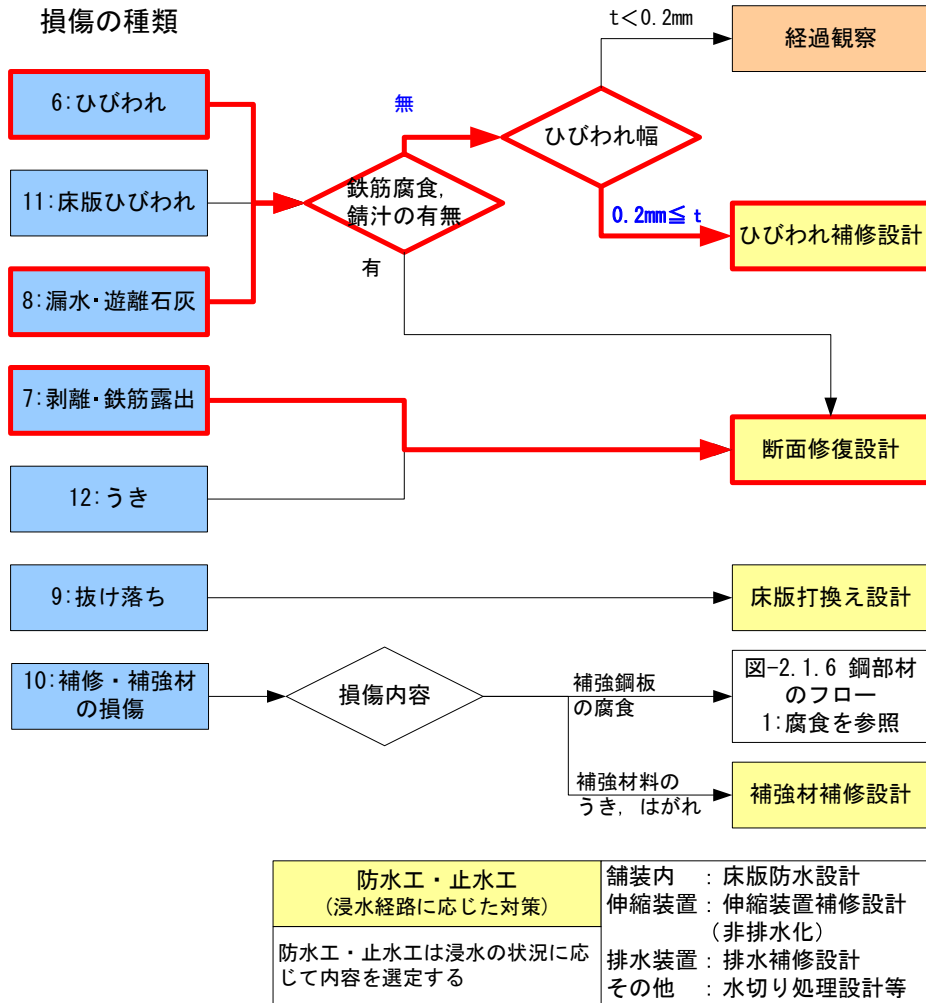 損傷の種類
t＜0.2mm
経過観察
6:ひびわれ
無
ひびわれ幅
11:床版ひびわれ
鉄筋腐食,
錆汁の有無
0.2mm≦ t
ひびわれ補修設計
有
8:漏水･遊離石灰
7:剥離･鉄筋露出
断面修復設計
12:うき
9:抜け落ち
床版打換え設計
10:補修・補強材
の損傷
損傷内容
補強鋼板
の腐食
図-2.1.6 鋼部材
のフロー
1:腐食を参照
補強材料の
うき, はがれ
補強材補修設計
防水工・止水工
(浸水経路に応じた対策)
防水工・止水工は浸水の状況に応
じて内容を選定する
舗装内　: 床版防水設計
伸縮装置: 伸縮装置補修設計
(非排水化)
排水装置: 排水補修設計
その他　: 水切り処理設計等